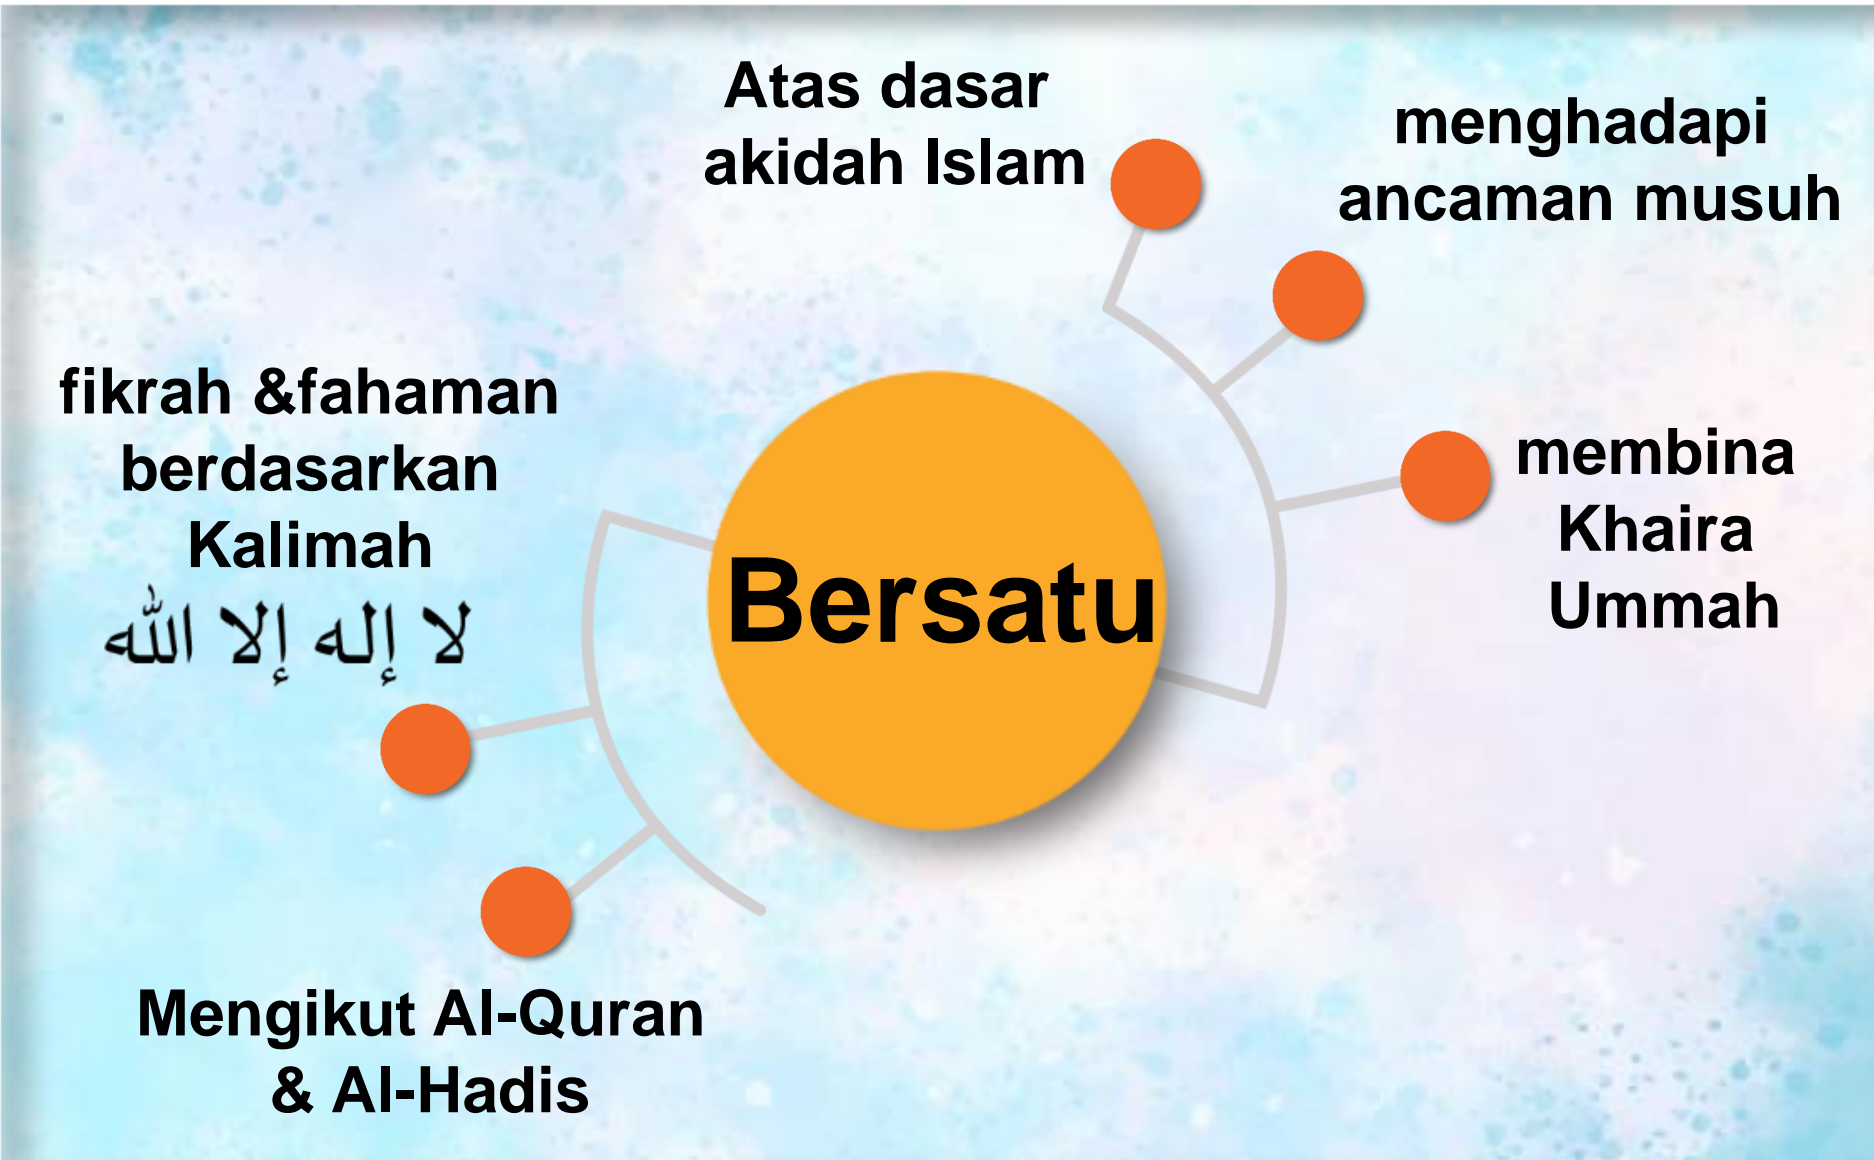 Atas dasar
akidah Islam
menghadapi
ancaman musuh
membina
Khaira
Ummah
Bersatu
fikrah &fahaman
berdasarkan
Kalimah
لا إله إلا الله
Mengikut Al-Quran
& Al-Hadis